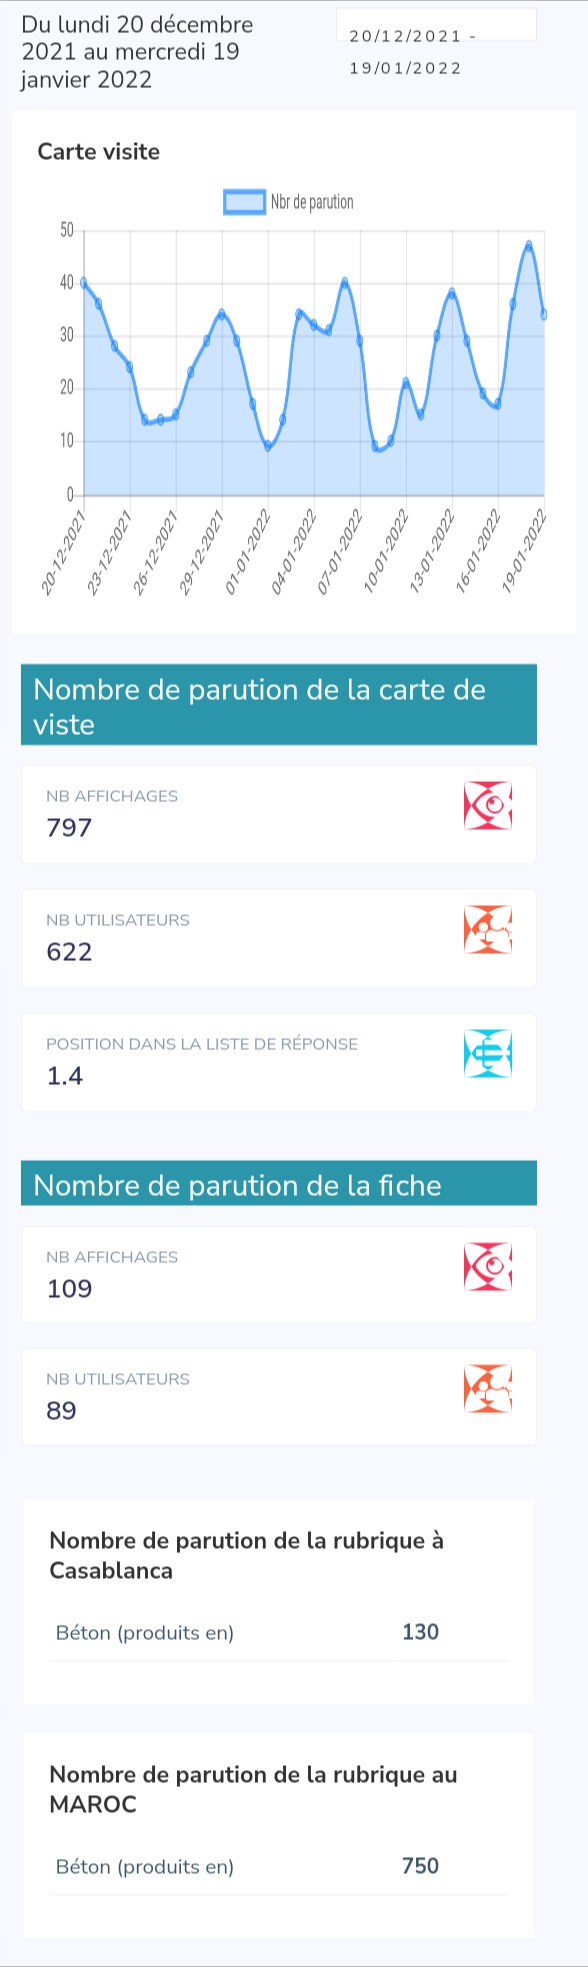 Du lundi 20 décembre
2021 au mercredi 19
janvier 2022
20/12/2021 -
19/01/2022
Carte visite
Nbr de parution
50
40
30
20
10
0
20-12-2021
23-12-2021
26-12-2021
29-12-2021
01-01-2022
04-01-2022
07-01-2022
10-01-2022
13-01-2022
16-01-2022
19-01-2022
Nombre de parution de la carte de
viste
NB AFFICHAGES
797
NB UTILISATEURS
622
POSITION DANS LA LISTE DE RÉPONSE
1.4
Nombre de parution de la fiche
NB AFFICHAGES
109
NB UTILISATEURS
89
Nombre de parution de la rubrique à
Casablanca
Béton (produits en) 130
Nombre de parution de la rubrique au
MAROC
Béton (produits en) 750